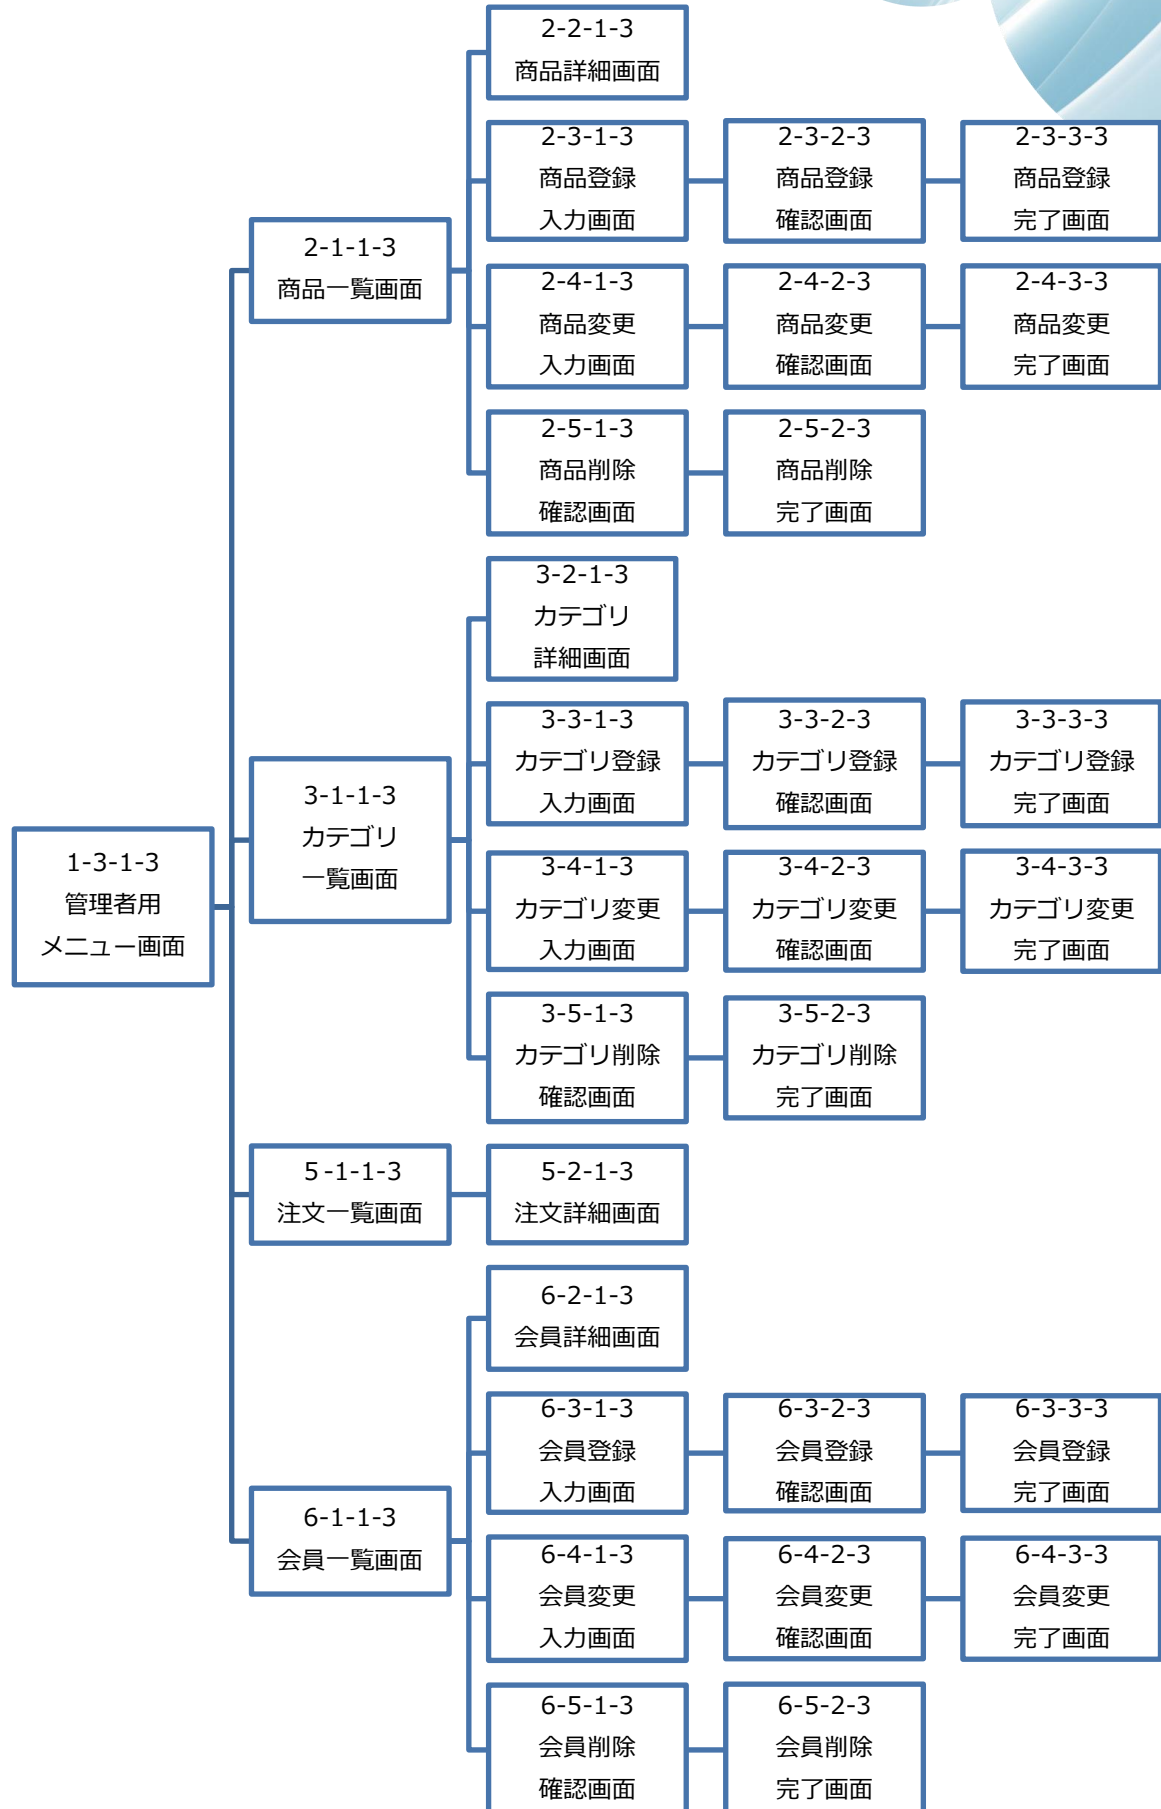 2-2-1-3
商品詳細画面
2-3-1-3
商品登録
入力画面
2-3-2-3
商品登録
確認画面
2-3-3-3
商品登録
完了画面
2-1-1-3
商品一覧画面
2-4-1-3
商品変更
入力画面
2-4-2-3
商品変更
確認画面
2-4-3-3
商品変更
完了画面
2-5-1-3
商品削除
確認画面
2-5-2-3
商品削除
完了画面
3-2-1-3
カテゴリ
詳細画面
3-3-1-3
カテゴリ登録
入力画面
3-3-2-3
カテゴリ登録
確認画面
3-3-3-3
カテゴリ登録
完了画面
3-1-1-3
カテゴリ
一覧画面
1-3-1-3
管理者用
メニュー画面
3-4-1-3
カテゴリ変更
入力画面
3-4-2-3
カテゴリ変更
確認画面
3-4-3-3
カテゴリ変更
完了画面
3-5-1-3
カテゴリ削除
確認画面
3-5-2-3
カテゴリ削除
完了画面
5-1-1-3
注文一覧画面
5-2-1-3
注文詳細画面
6-2-1-3
会員詳細画面
6-3-1-3
会員登録
入力画面
6-3-2-3
会員登録
確認画面
6-3-3-3
会員登録
完了画面
6-1-1-3
会員一覧画面
6-4-1-3
会員変更
入力画面
6-4-2-3
会員変更
確認画面
6-4-3-3
会員変更
完了画面
6-5-1-3
会員削除
確認画面
6-5-2-3
会員削除
完了画面